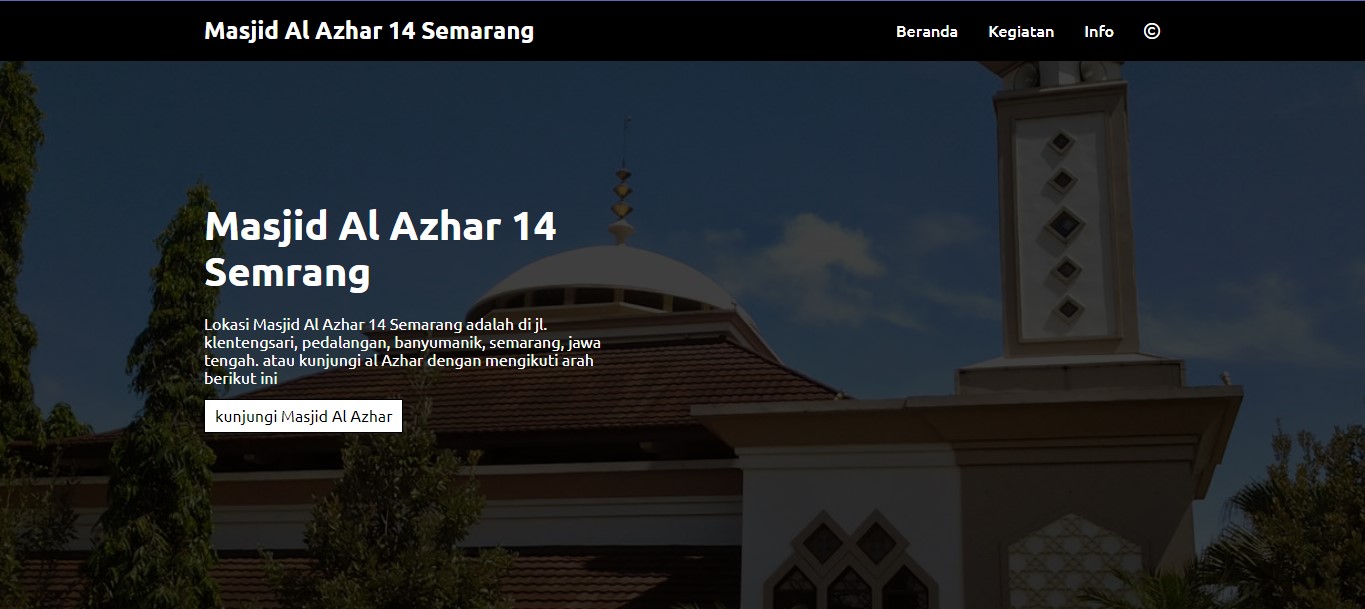 Masjid Al Azhar 14 Semarang
Beranda Kegiatan Info ©
Masjid Al Azhar 14
Semrang
Lokasi Masjid Al Azhar 14 Semarang adalah di jl.
klentengsari, pedalangan, banyumanik, semarang, jawa
tengah. atau kunjungi al Azhar dengan mengikuti arah
berikut ini
kunjungi Masjid Al Azhar